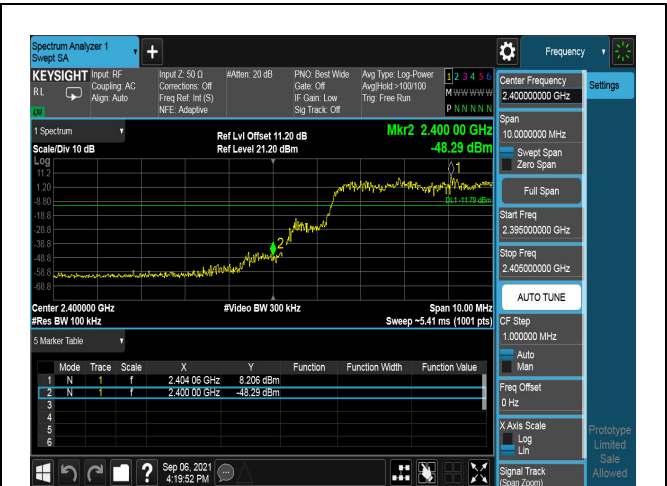 Spectrum Analyzer 1
Swept SA
+
Frequency
KEYSIGHT
RL
Input: RF
Coupling: AC
Align: Auto
Input Z: 50 Ω
Corrections: Off
Freq Ref: Int (S)
NFE: Adaptive
#Atten: 20 dB
PNO: Best Wide
Gate: Off
IF Gain: Low
Sig Track: Off
Avg Type: Log-Power
Avg|Hold:>100/100
Trig: Free Run
1 2 3 4 5 6
M W W W W W
P N N N N N
1 Spectrum
Scale/Div 10 dB
Ref Lvl Offset 11.20 dB
Ref Level 21.20 dBm
Mkr2 2.400 00 GHz
-48.29 dBm
Log
11.2
1.20
-8.80
-18.8
-28.8
-38.8
-48.8
-58.8
-68.8
1
DL1 -11.79 dBm
2
Center 2.400000 GHz
#Res BW 100 kHz
#Video BW 300 kHz
Span 10.00 MHz
Sweep ~5.41 ms (1001 pts)
5 Marker Table
Mode Trace Scale X Y Function Function Width Function Value
1 N 1 f 2.404 06 GHz 8.206 dBm
2 N 1 f 2.400 00 GHz -48.29 dBm
3
4
5
6
Sep 06, 2021
4:19:52 PM
Center Frequency
2.400000000 GHz
Span
10.0000000 MHz
Swept Span
Zero Span
Full Span
Start Freq
2.395000000 GHz
Stop Freq
2.405000000 GHz
AUTO TUNE
CF Step
1.000000 MHz
Auto
Man
Freq Offset
0 Hz
X Axis Scale
Log
Lin
Signal Track
(Span Zoom)
Settings
Prototype
Limited
Sale
Allowed